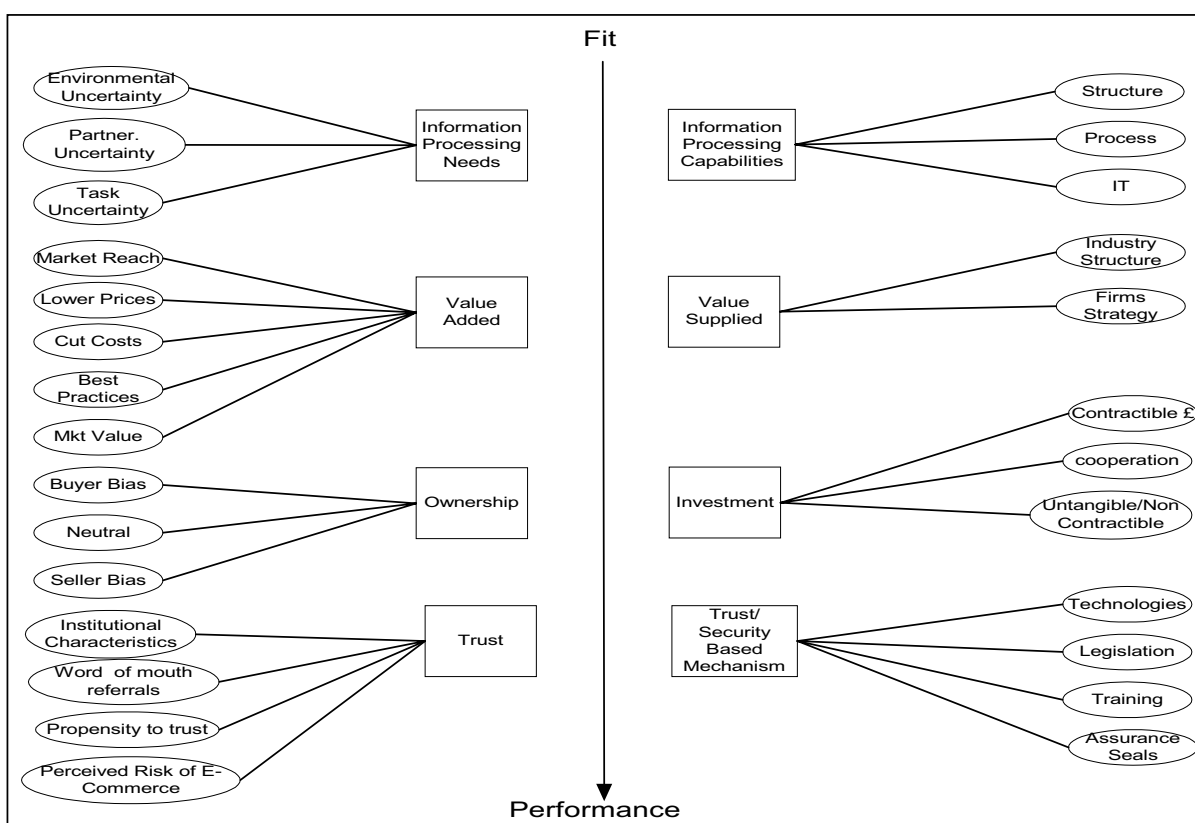 Fit
Environmental
Uncertainty
Partner.
Uncertainty
Task
Uncertainty
Information
Processing
Needs
Market Reach
Lower Prices
Cut Costs
Best
Practices
Mkt Value
Value
Added
Buyer Bias
Neutral
Seller Bias
Ownership
Institutional
Characteristics
Word of mouth
referrals
Propensity to trust
Perceived Risk of E-
Commerce
Trust
Information
Processing
Capabilities
Structure
Process
IT
Value
Supplied
Industry
Structure
Firms
Strategy
Investment
Contractible £
cooperation
Untangible/Non
Contractible
Trust/
Security
Based
Mechanism
Technologies
Legislation
Training
Assurance
Seals
Performance